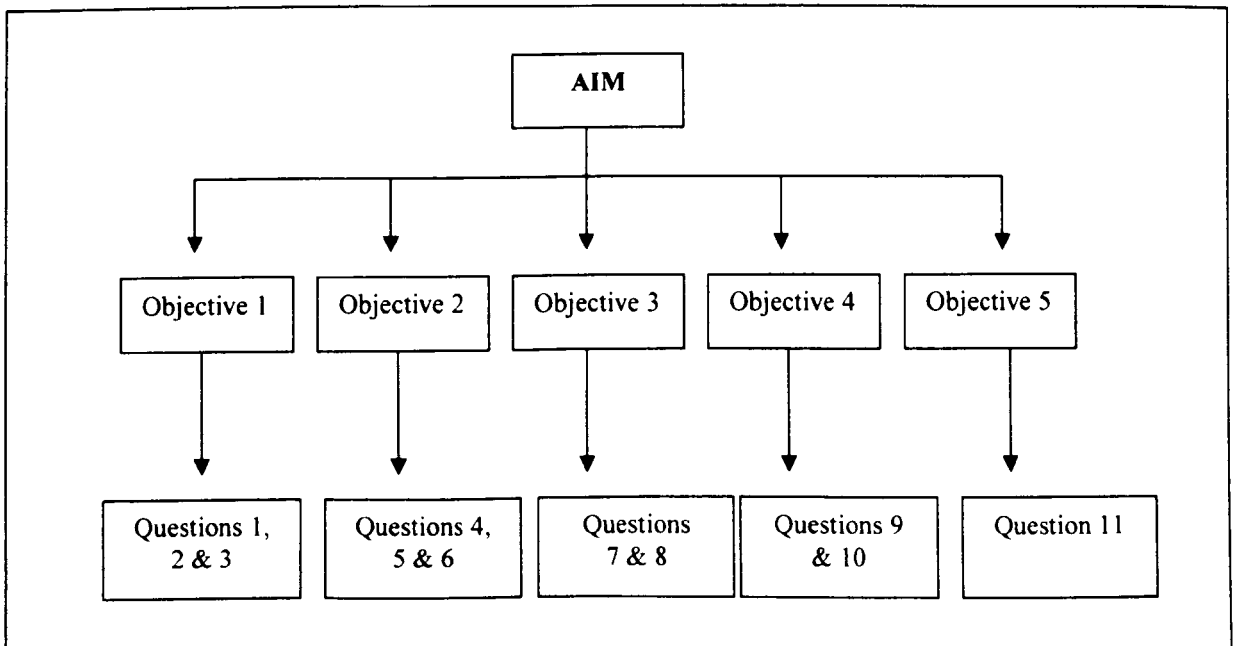 AIM
Objective 1
Objective 2
Objective 3
Objective 4
Objective 5
Questions 1,
2 & 3
Questions 4,
5 & 6
Questions
7 & 8
Questions 9
& 10
Question 11